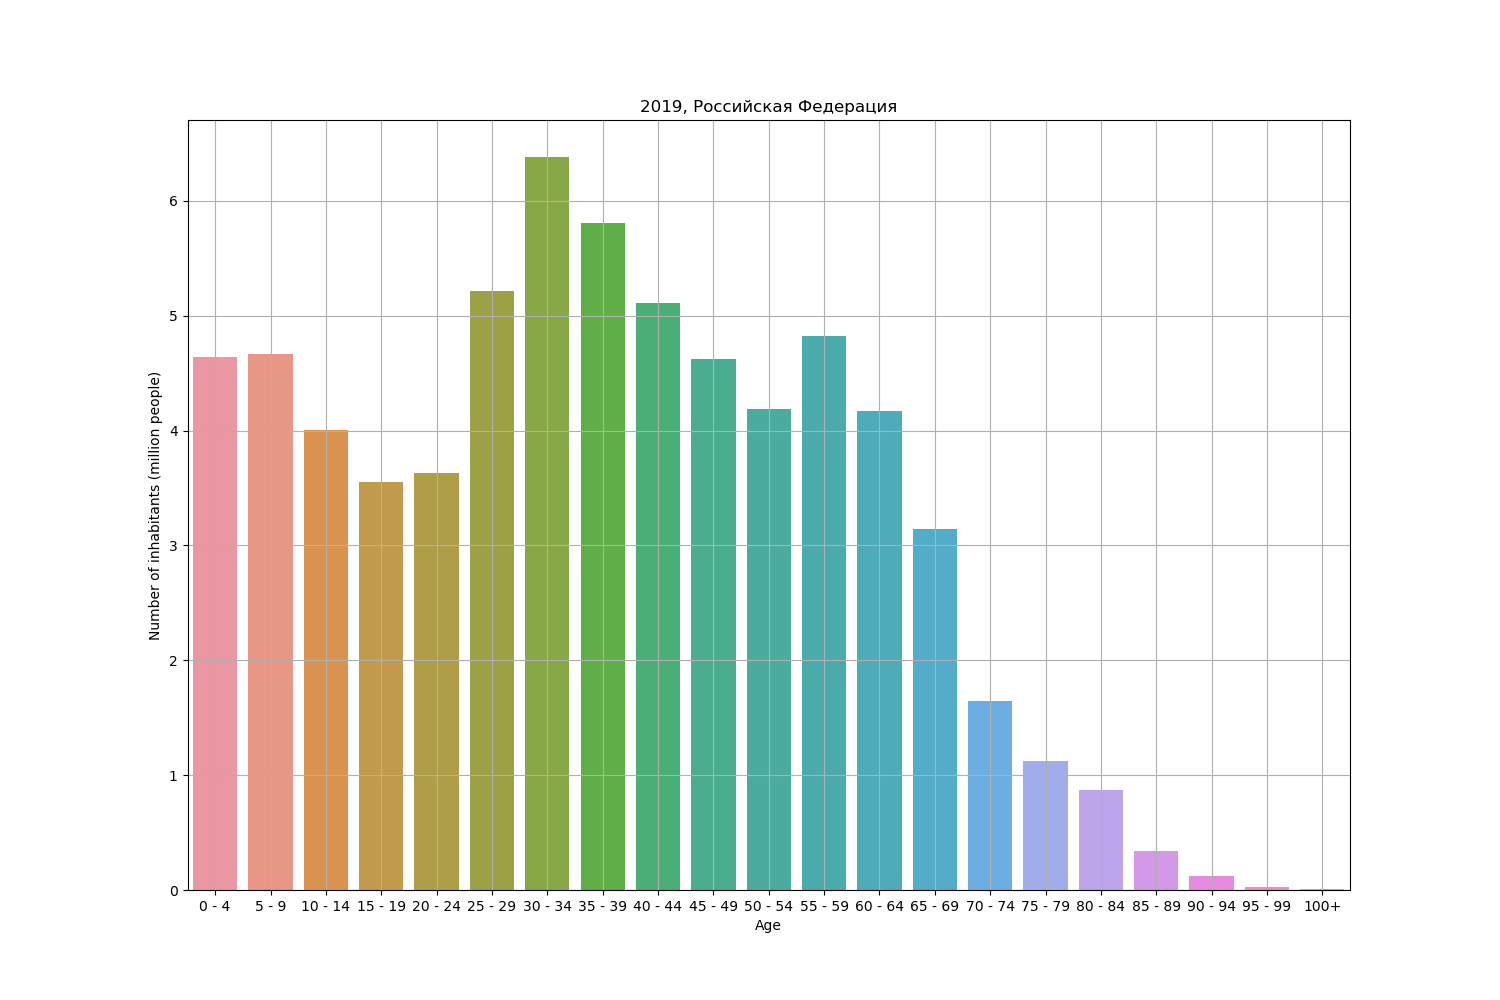 2019, Российская Федерация
Number of inhabitants (million people)
6
5
4
3
2
1
0
0 - 4 5 - 9 10 - 14 15 - 19 20 - 24 25 - 29 30 - 34 35 - 39 40 - 44 45 - 49 50 - 54 55 - 59 60 - 64 65 - 69 70 - 74 75 - 79 80 - 84 85 - 89 90 - 94 95 - 99 100+
Age